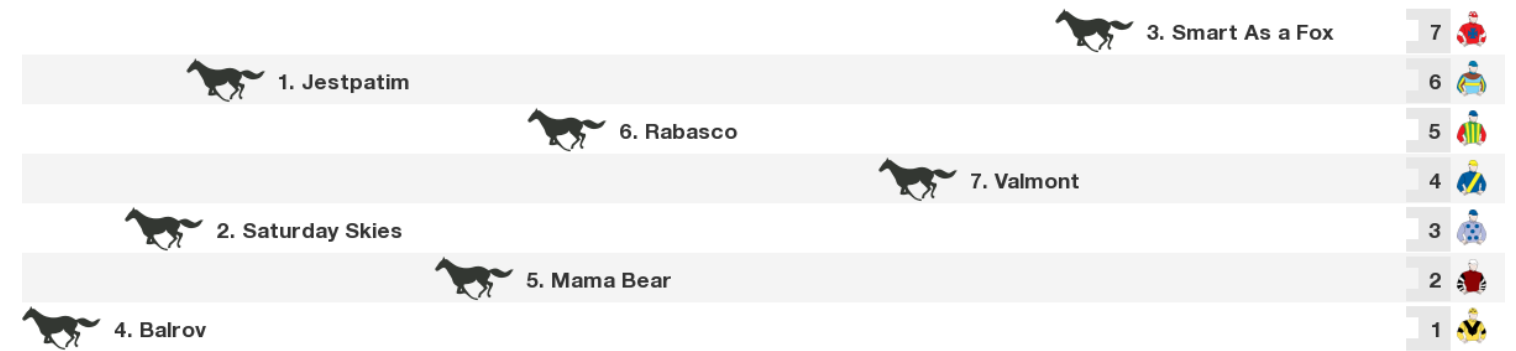 3. Smart As a Fox 7
1. Jestpatim 6
6. Rabasco 5
7. Valmont 4
2. Saturday Skies 3
5. Mama Bear 2
4. Balrov 1